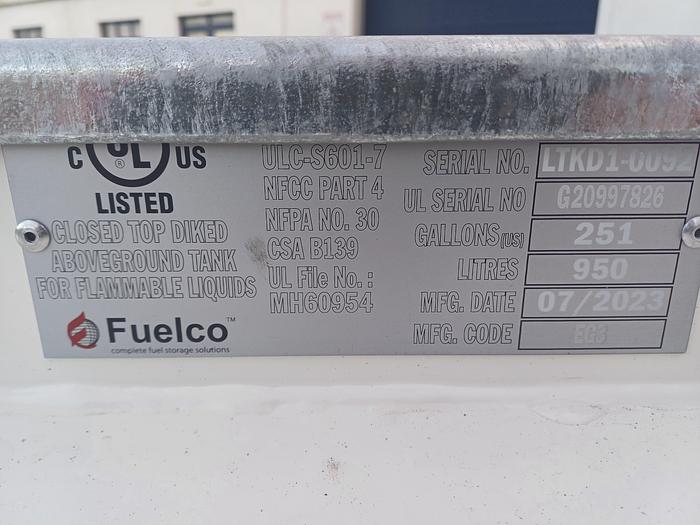 C UL ® US
LISTED
CLOSED TOP DIKED
ABOVEGROUND TANK
FOR FLAMMABLE LIQUIDS
Fuelco™
complete fuel storage solutions
ULC-S601-7
NFCC PART 4
NFPA NO. 30
CSA B139
UL File No. :
MH60954
SERIAL NO. LTKD1-0092
UL SERIAL NO G20997826
GALLONS (US) 251
LITRES 950
MFG. DATE 07/2023
MFG. CODE EG3